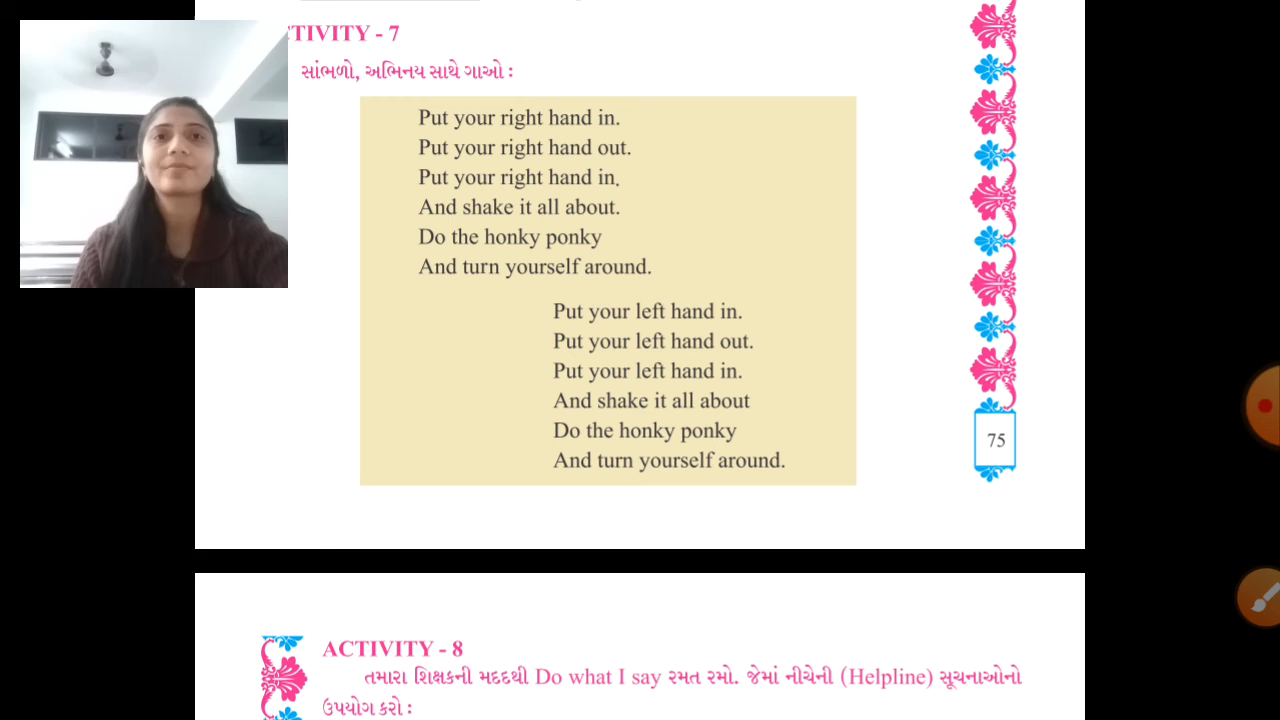 CTIVITY - 7
સાંભળો, અભિનય સાથે ગાઓ :
Put your right hand in.
Put your right hand out.
Put your right hand in.
And shake it all about.
Do the honky ponky
And turn yourself around.
Put your left hand in.
Put your left hand out.
Put your left hand in.
And shake it all about
Do the honky ponky
And turn yourself around.
75
ACTIVITY - 8
તમારા શિક્ષકની મદદથી Do what I say રમત રમો. જેમાં નીચેની (Helpline) સૂચનાઓનો
ઉપયોગ કરો :